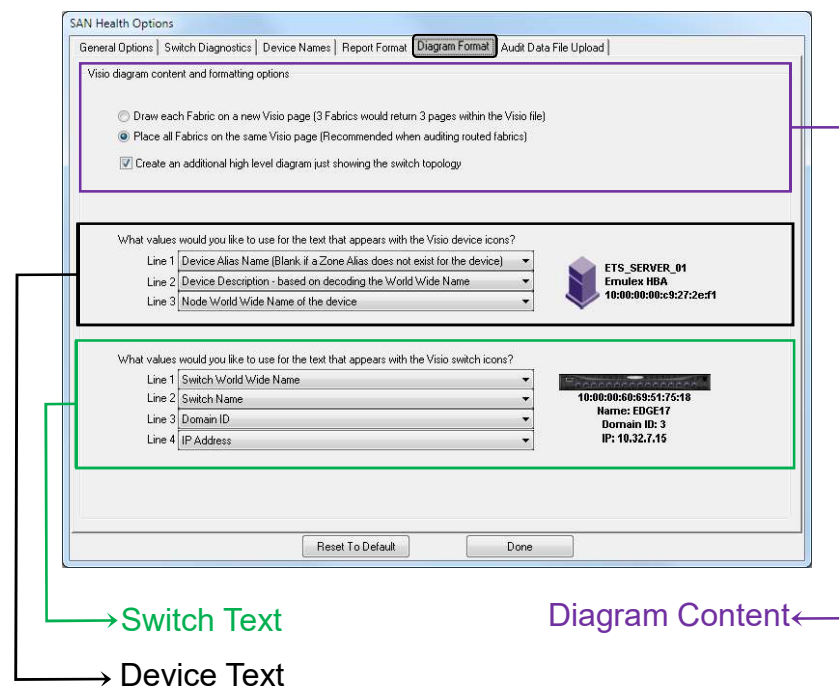 SAN Health Options
General Options Switch Diagnostics Device Names Report Format Diagram Format Audit Data File Upload
Visio diagram content and formatting options
Draw each Fabric on a new Visio page (3 Fabrics would return 3 pages within the Visio file)
Place all Fabrics on the same Visio page (Recommended when auditing routed fabrics)
Create an additional high level diagram just showing the switch topology
What values would you like to use for the text that appears with the Visio device icons?
Line 1 Device Alias Name (Blank if a Zone Alias does not exist for the device)
Line 2 Device Description - based on decoding the World Wide Name
Line 3 Node World Wide Name of the device
ETS_SERVER_01
Emulex HBA
10:00:00:00:c9:27:2e:f1
What values would you like to use for the text that appears with the Visio switch icons?
Line 1 Switch World Wide Name
Line 2 Switch Name
Line 3 Domain ID
Line 4 IP Address
10:00:00:60:69:51:75:18
Name: EDGE17
Domain ID: 3
IP: 10.32.7.15
Reset To Default Done
Switch Text
Diagram Content
Device Text